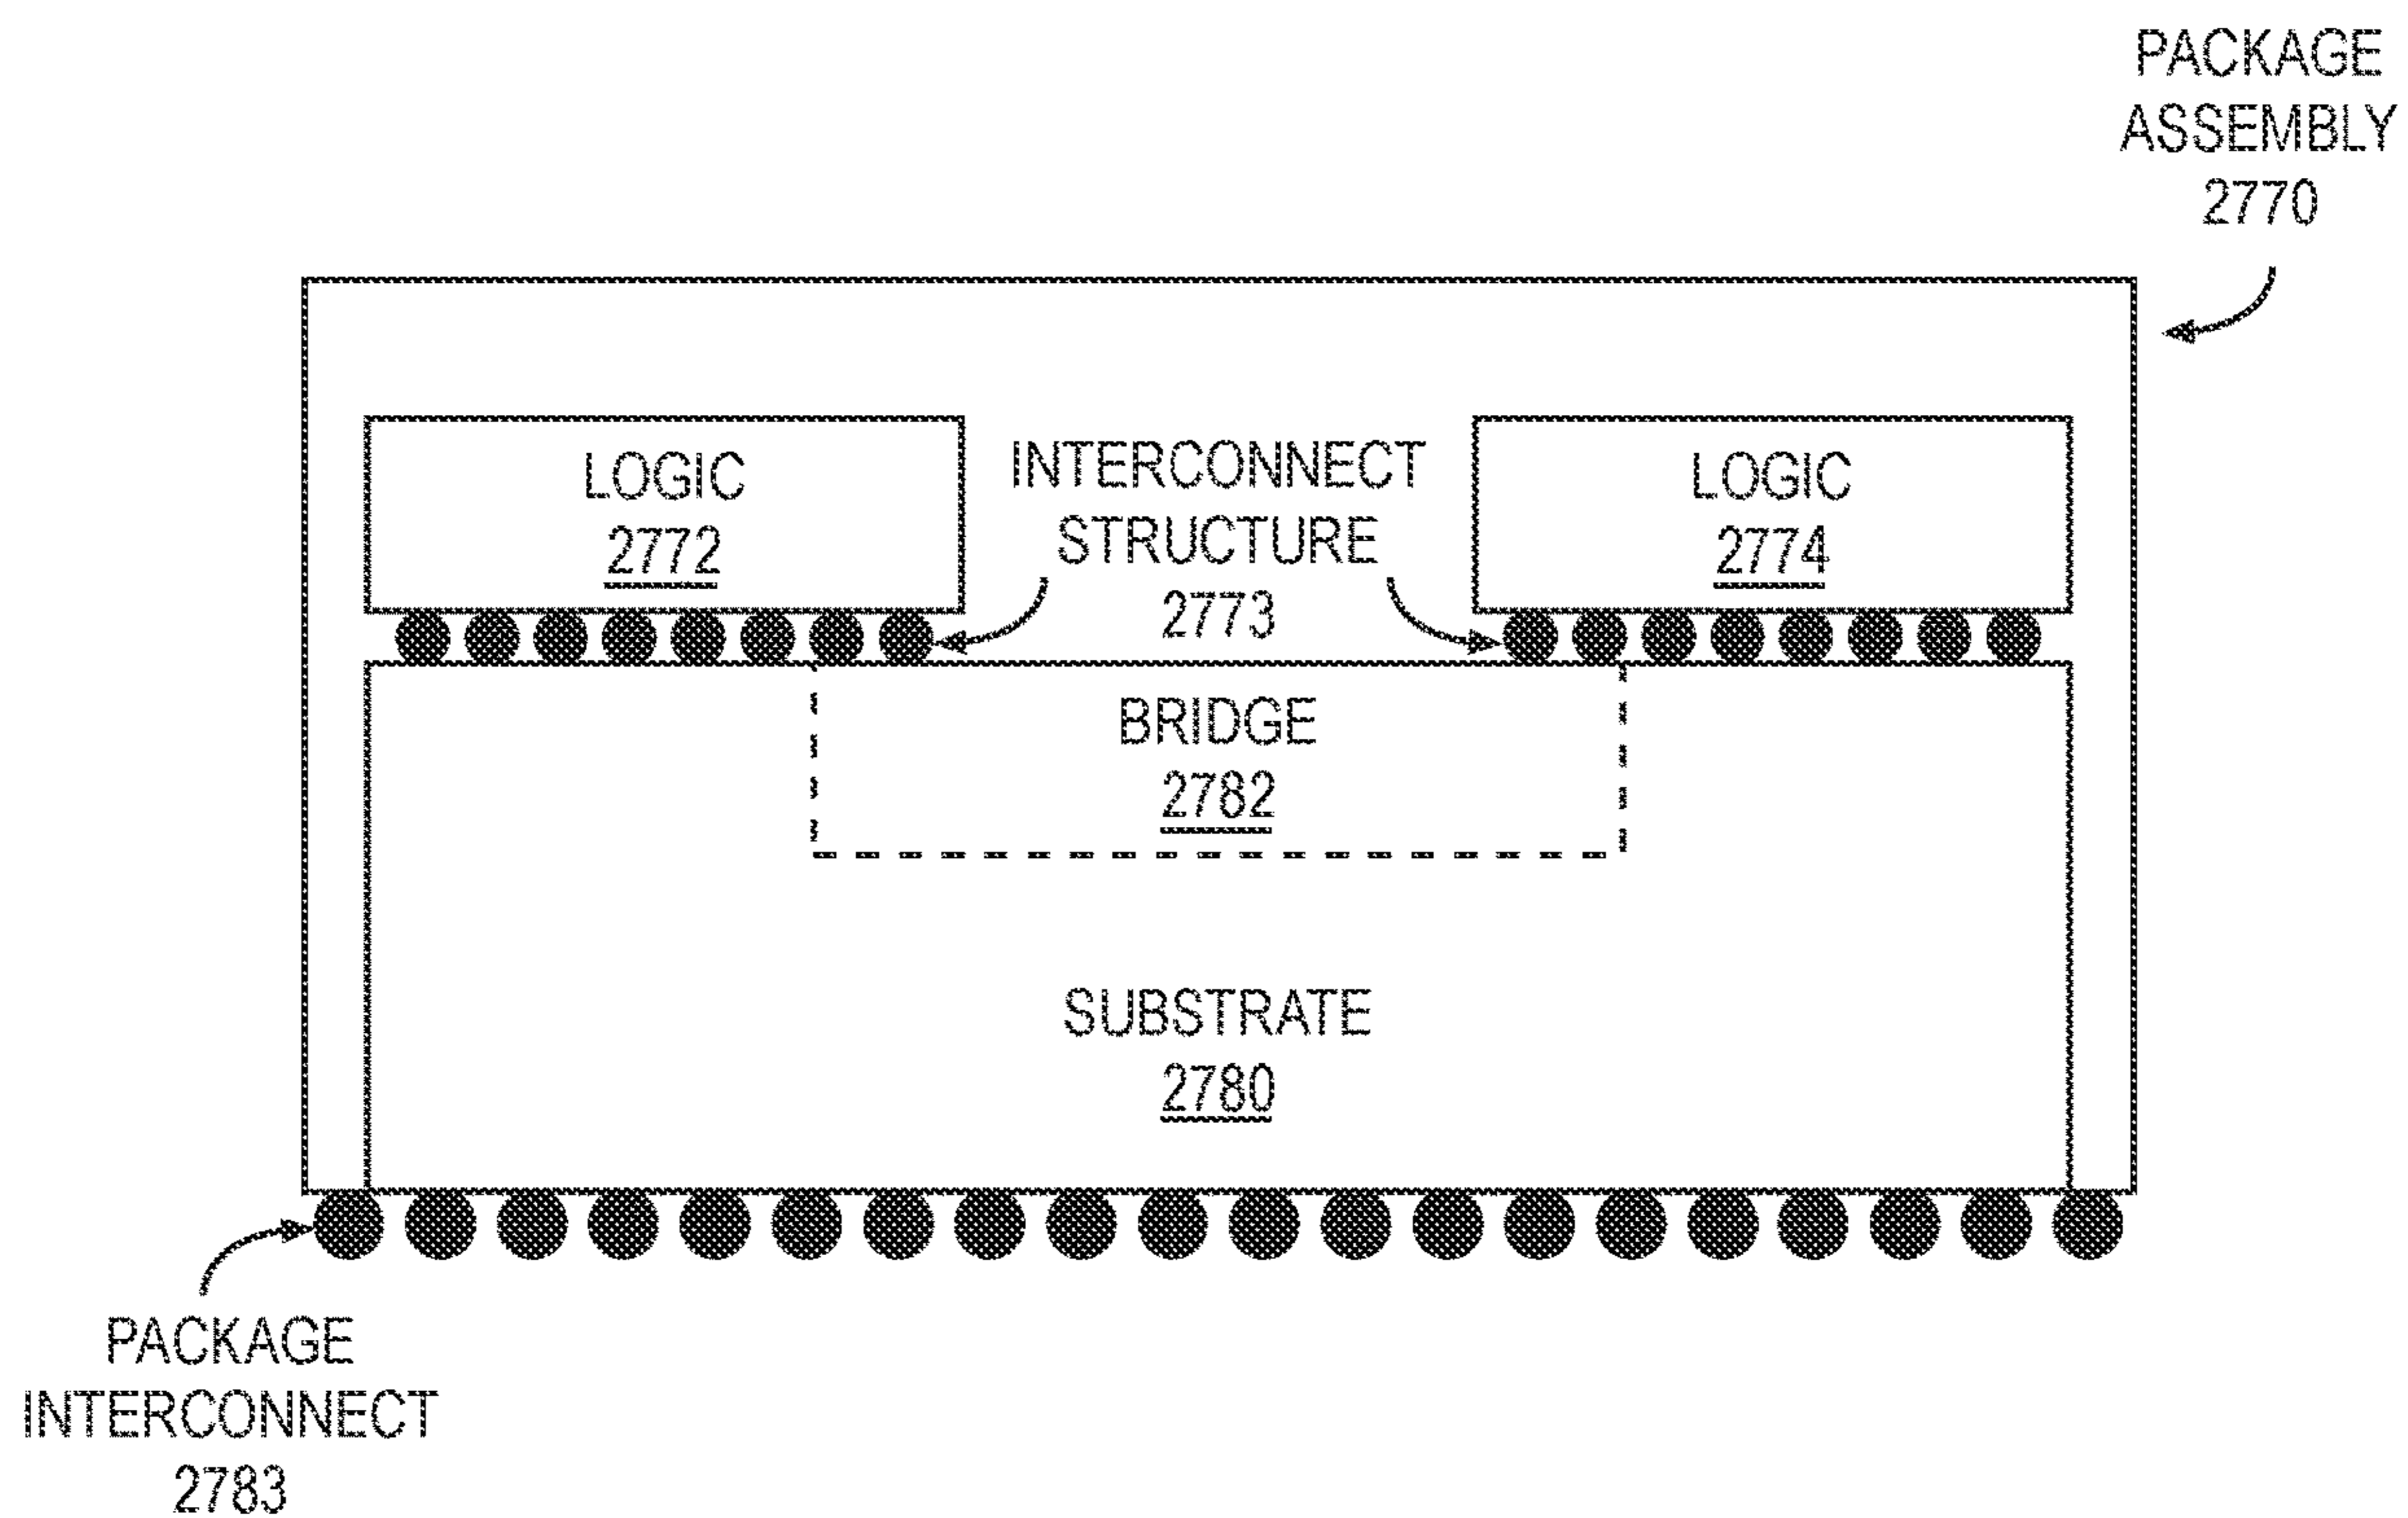 PACKAGE
ASSEMBLY
2770
LOGIC
2772
INTERCONNECT
STRUCTURE
2773
LOGIC
2774
BRIDGE
2782
SUBSTRATE
2780
PACKAGE
INTERCONNECT
2783